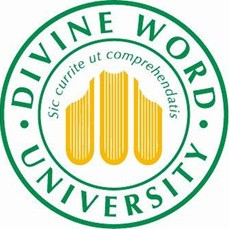 • DIVINE WORD •
Sic currite ut comprehendatis
UNIVERSITY